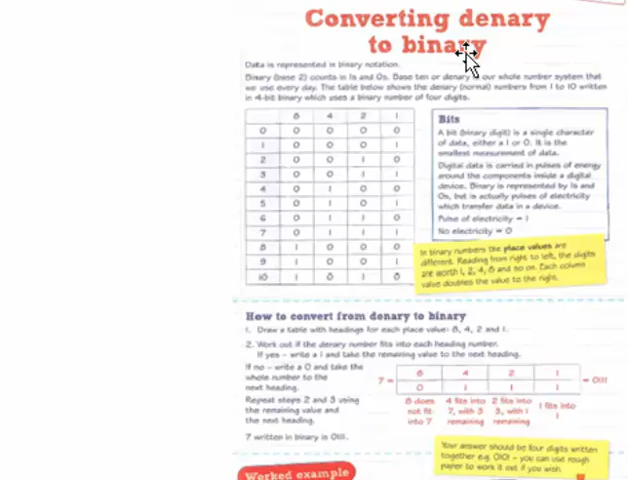 Converting denary
to binary
Data is represented in binary notation.
Binary (base 2) counts in 1s and 0s. Base ten or denary is our whole number system that
we use every day. The table below shows the denary (normal) numbers from 1 to 10 written
in 4-bit binary which uses a binary number of four digits.
8 4 2 1
0 0 0 0 0
1 0 0 0 1
2 0 0 1 0
3 0 0 1 1
4 0 1 0 0
5 0 1 0 1
6 0 1 1 0
7 0 1 1 1
8 1 0 0 0
9 1 0 0 1
10 1 0 1 0
Bits
A bit (binary digit) is a single character
of data, either a 1 or 0. It is the
smallest measurement of data.
Digital data is carried in pulses of energy
around the components inside a digital
device. Binary is represented by 1s and
0s, but is actually pulses of electricity
which transfer data in a device.
Pulse of electricity = 1
No electricity = 0
In binary numbers the place values are
different. Reading from right to left, the digits
are worth 1, 2, 4, 8 and so on. Each column
value doubles the value to the right.
How to convert from denary to binary
1. Draw a table with headings for each place value: 8, 4, 2 and 1.
2. Work out if the denary number fits into each heading number.
If yes – write a 1 and take the remaining value to the next heading.
If no – write a 0 and take the
whole number to the
next heading.
Repeat steps 2 and 3 using
the remaining value and
the next heading.
7 written in binary is 0111.
8 4 2 1
7 = 0 1 1 1 = 0111
8 does 4 fits into 2 fits into 1 fits into
not fit 7, with 3 3, with 1 1
into 7 remaining remaining
Your answer should be four digits written
together e.g. 0101 – you can use rough
paper to work it out if you wish.
Worked example